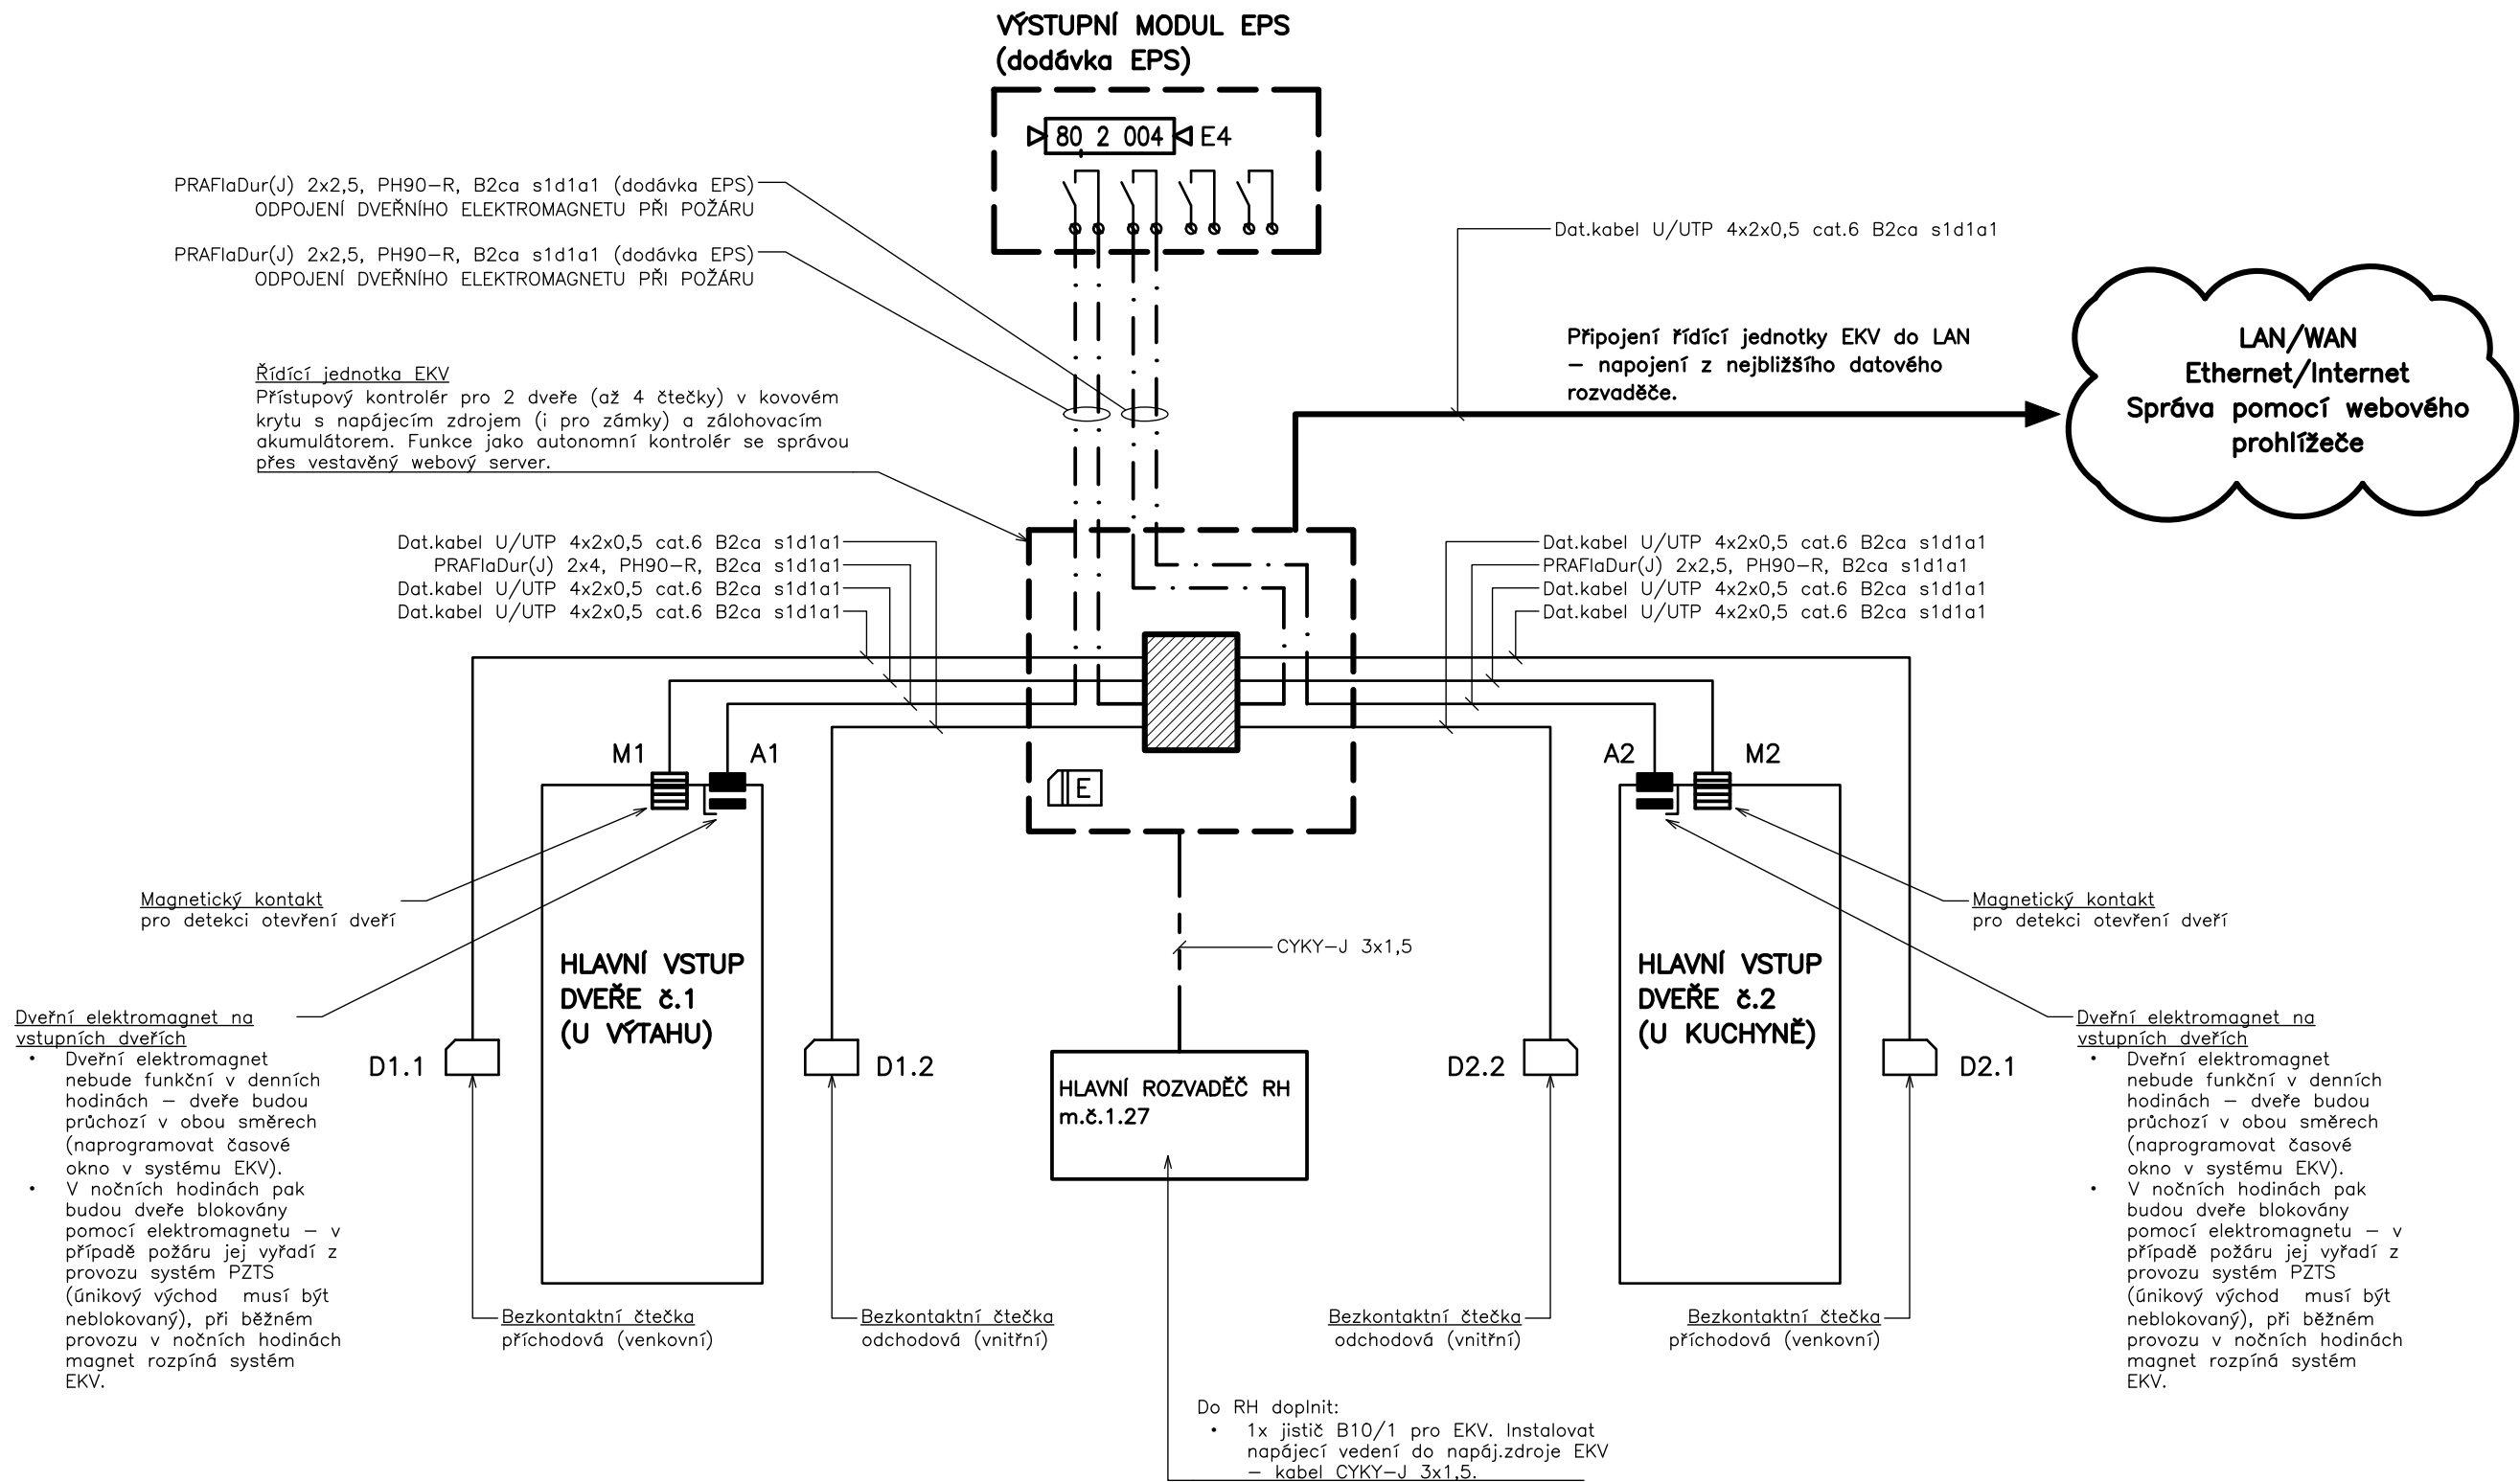 VÝSTUPNÍ MODUL EPS
(dodávka EPS)
80 2 004
E4
PRAFlaDur(J) 2x2,5, PH90-R, B2ca s1d1a1 (dodávka EPS)
ODPOJENÍ DVEŘNÍHO ELEKTROMAGNETU PŘI POŽÁRU
PRAFlaDur(J) 2x2,5, PH90-R, B2ca s1d1a1 (dodávka EPS)
ODPOJENÍ DVEŘNÍHO ELEKTROMAGNETU PŘI POŽÁRU
Dat.kabel U/UTP 4x2x0,5 cat.6 B2ca s1d1a1
Připojení řídící jednotky EKV do LAN
– napojení z nejbližšího datového
rozvaděče.
LAN/WAN
Ethernet/Internet
Správa pomocí webového
prohlížeče
Řídící jednotka EKV
Přístupový kontrolér pro 2 dveře (až 4 čtečky) v kovovém
krytu s napájecím zdrojem (i pro zámky) a zálohovacím
akumulátorem. Funkce jako autonomní kontrolér se správou
přes vestavěný webový server.
Dat.kabel U/UTP 4x2x0,5 cat.6 B2ca s1d1a1
PRAFlaDur(J) 2x4, PH90-R, B2ca s1d1a1
Dat.kabel U/UTP 4x2x0,5 cat.6 B2ca s1d1a1
Dat.kabel U/UTP 4x2x0,5 cat.6 B2ca s1d1a1
Dat.kabel U/UTP 4x2x0,5 cat.6 B2ca s1d1a1
PRAFlaDur(J) 2x2,5, PH90-R, B2ca s1d1a1
Dat.kabel U/UTP 4x2x0,5 cat.6 B2ca s1d1a1
Dat.kabel U/UTP 4x2x0,5 cat.6 B2ca s1d1a1
M1
A1
E
A2
M2
Magnetický kontakt
pro detekci otevření dveří
Magnetický kontakt
pro detekci otevření dveří
CYKY-J 3x1,5
HLAVNÍ VSTUP
DVEŘE č.1
(U VÝTAHU)
HLAVNÍ VSTUP
DVEŘE č.2
(U KUCHYNĚ)
Dveřní elektromagnet na
vstupních dveřích
• Dveřní elektromagnet
nebude funkční v denních
hodinách – dveře budou
průchozí v obou směrech
(naprogramovat časové
okno v systému EKV).
• V nočních hodinách pak
budou dveře blokovány
pomocí elektromagnetu – v
případě požáru jej vyřadí z
provozu systém PZTS
(únikový východ musí být
neblokovaný), při běžném
provozu v nočních hodinách
magnet rozpíná systém
EKV.
D1.1
D1.2
HLAVNÍ ROZVADĚČ RH
m.č.1.27
D2.2
D2.1
Dveřní elektromagnet na
vstupních dveřích
• Dveřní elektromagnet
nebude funkční v denních
hodinách – dveře budou
průchozí v obou směrech
(naprogramovat časové
okno v systému EKV).
• V nočních hodinách pak
budou dveře blokovány
pomocí elektromagnetu – v
případě požáru jej vyřadí z
provozu systém PZTS
(únikový východ musí být
neblokovaný), při běžném
provozu v nočních hodinách
magnet rozpíná systém
EKV.
Bezkontaktní čtečka
příchodová (venkovní)
Bezkontaktní čtečka
odchodová (vnitřní)
Bezkontaktní čtečka
odchodová (vnitřní)
Bezkontaktní čtečka
příchodová (venkovní)
Do RH doplnit:
• 1x jistič B10/1 pro EKV. Instalovat
napájecí vedení do napáj.zdroje EKV
– kabel CYKY-J 3x1,5.